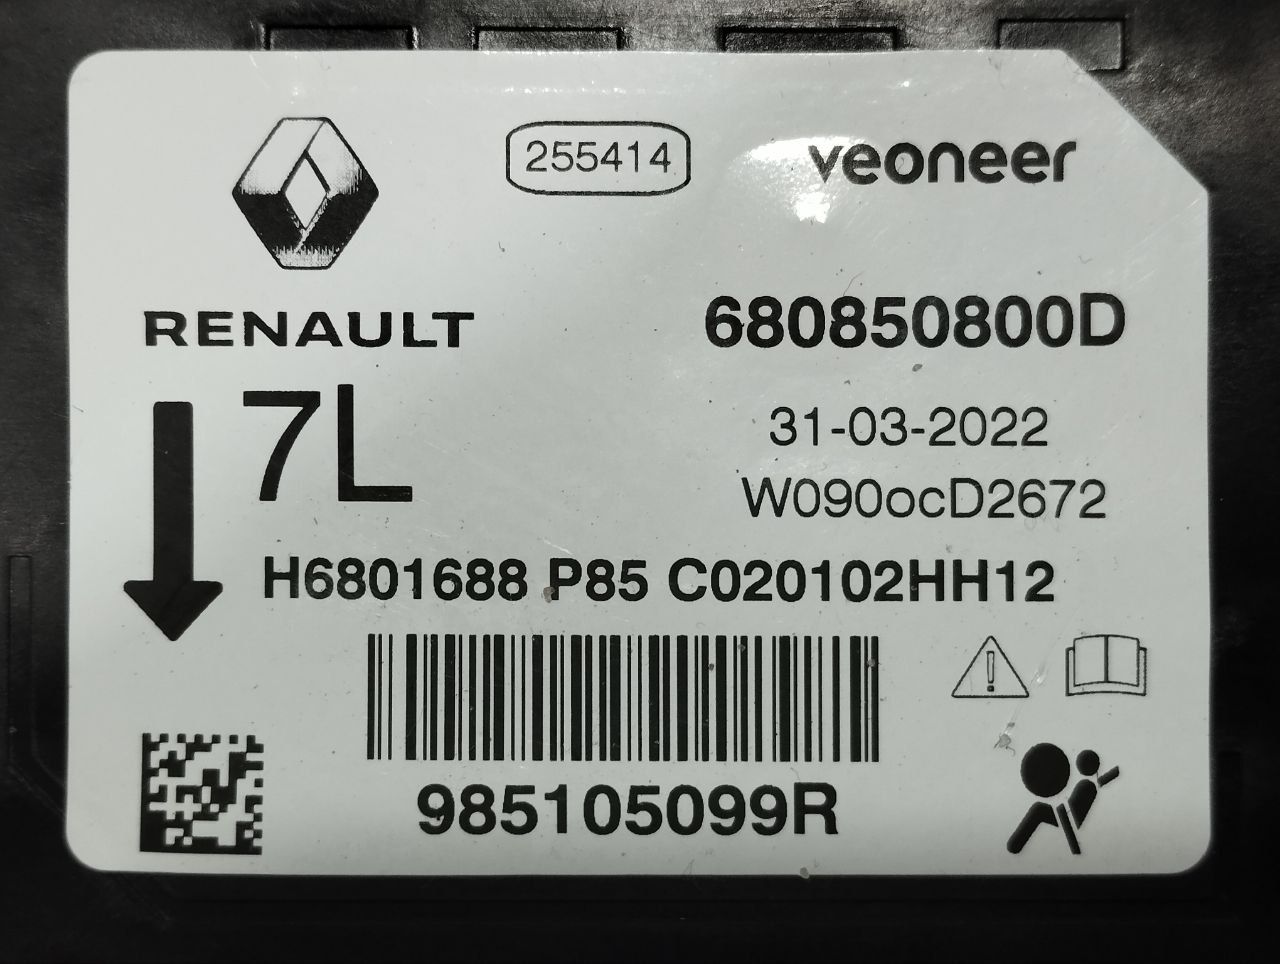 255414
veoneer
RENAULT
680850800D
7L
31-03-2022
W090ocD2672
H6801688 P85 C020102HH12
985105099R